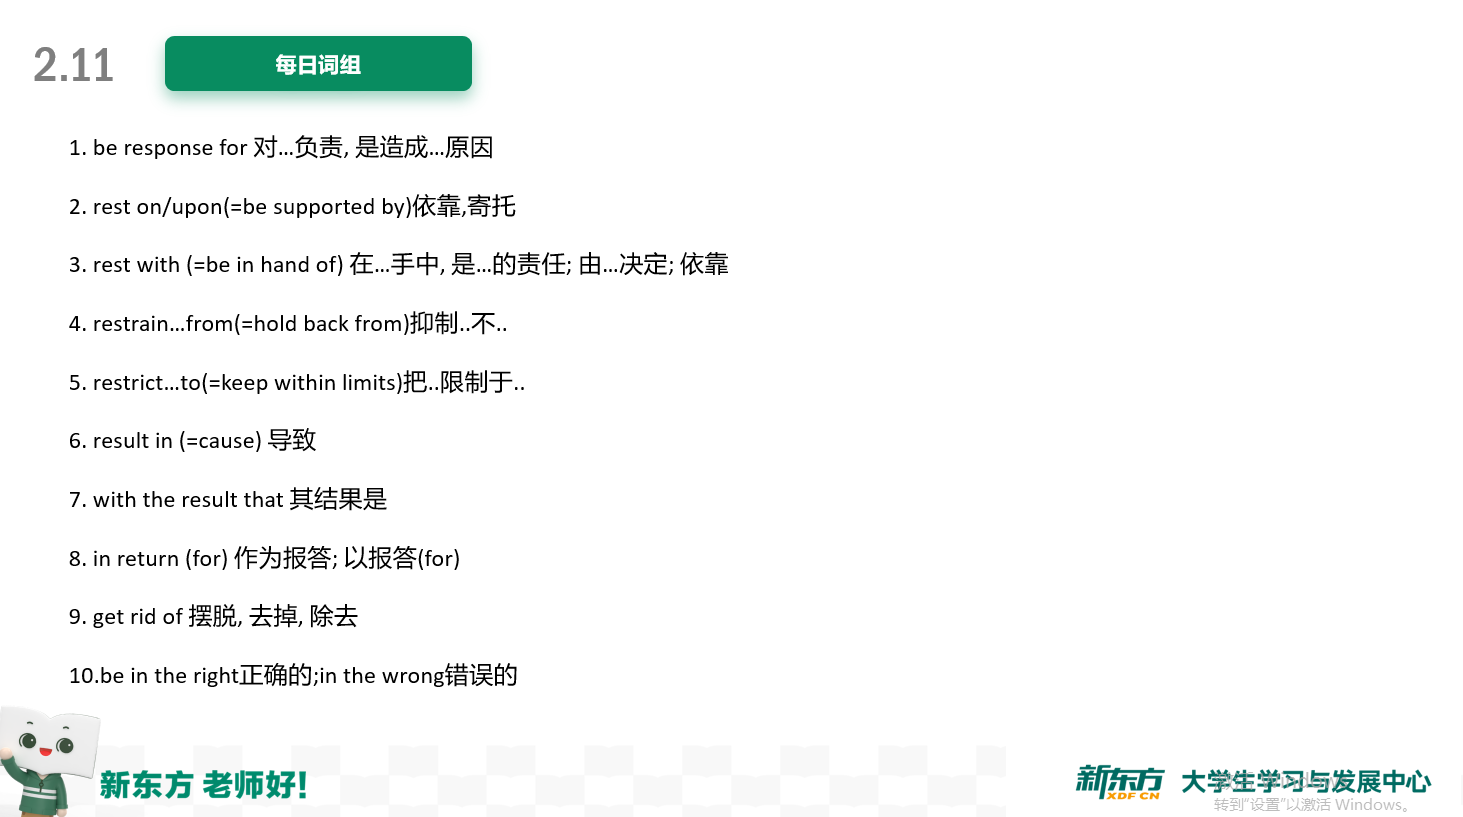 2.11
每日词组
1. be response for 对...负责, 是造成...原因
2. rest on/upon(=be supported by)依靠,寄托
3. rest with (=be in hand of) 在...手中, 是...的责任; 由...决定; 依靠
4. restrain...from(=hold back from)抑制..不..
5. restrict...to(=keep within limits)把..限制于..
6. result in (=cause) 导致
7. with the result that 其结果是
8. in return (for) 作为报答; 以报答(for)
9. get rid of 摆脱, 去掉, 除去
10.be in the right正确的;in the wrong错误的
新东方 老师好!
新东方
XDF.CN
大学生学习与发展中心
激活 Windows
转到“设置”以激活 Windows。